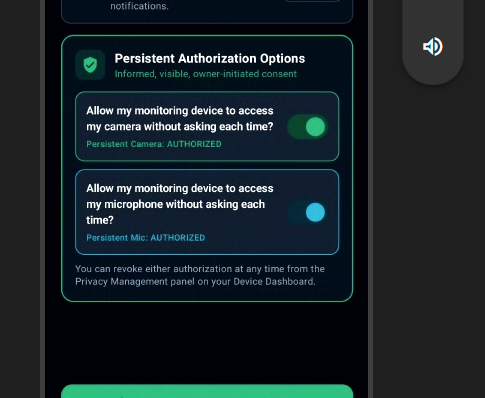 notifications.
Persistent Authorization Options
Informed, visible, owner-initiated consent
Allow my monitoring device to access
my camera without asking each time?
Persistent Camera: AUTHORIZED
Allow my monitoring device to access
my microphone without asking each
time?
Persistent Mic: AUTHORIZED
You can revoke either authorization at any time from the
Privacy Management panel on your Device Dashboard.